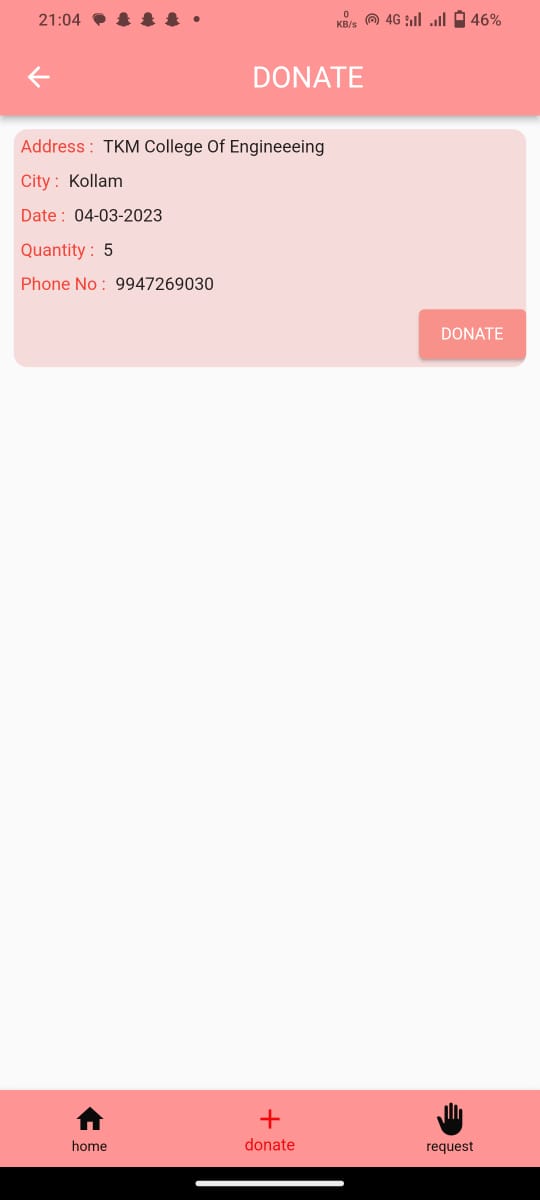 21:04 0 KB/s 4G 46%
DONATE
Address : TKM College Of Engineeeing
City : Kollam
Date : 04-03-2023
Quantity : 5
Phone No : 9947269030
DONATE
home donate request